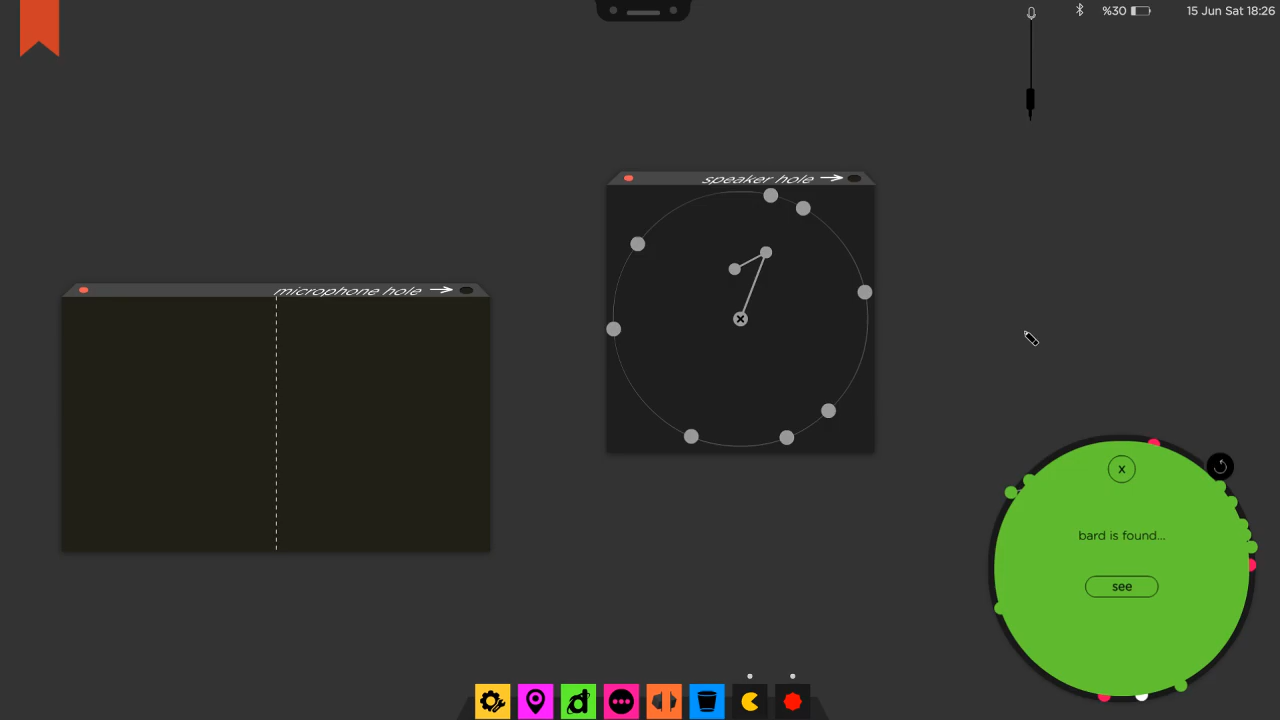 %30
15 Jun Sat 18:26
speaker hole
microphone hole
x
bard is found...
see
d